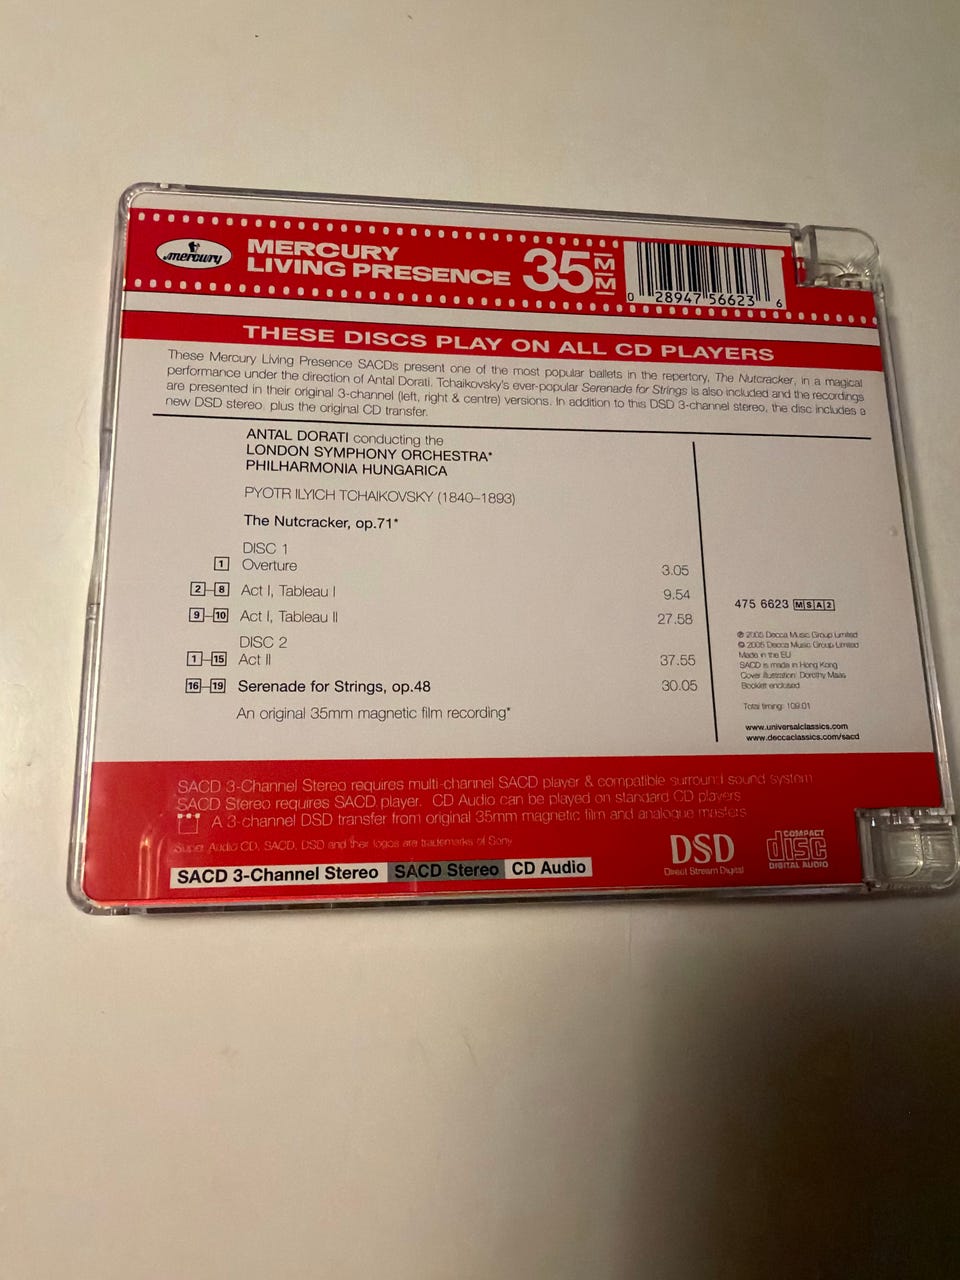 mercury
MERCURY
LIVING PRESENCE
35MM
0 28947 56623 6
THESE DISCS PLAY ON ALL CD PLAYERS
These Mercury Living Presence SACDs present one of the most popular ballets in the repertory, The Nutcracker, in a magical
performance under the direction of Antal Dorati. Tchaikovsky's ever-popular Serenade for Strings is also included and the recordings
are presented in their original 3-channel (left, right & centre) versions. In addition to this DSD 3-channel stereo, the disc includes a
new DSD stereo, plus the original CD transfer.
ANTAL DORATI conducting the
LONDON SYMPHONY ORCHESTRA*
PHILHARMONIA HUNGARICA
PYOTR ILYICH TCHAIKOVSKY (1840–1893)
The Nutcracker, op.71*
DISC 1
1 Overture 3.05
2–8 Act I, Tableau I 9.54
9–10 Act I, Tableau II 27.58
DISC 2
1–15 Act II 37.55
16–19 Serenade for Strings, op.48 30.05
An original 35mm magnetic film recording*
475 6623 MSA2
℗ 2005 Decca Music Group Limited
© 2005 Decca Music Group Limited
Made in the EU
SACD is made in Hong Kong
Cover illustration: Dorothy Maas
Booklet enclosed
Total timing: 109.01
www.universalclassics.com
www.deccaclassics.com/sacd
SACD 3-Channel Stereo requires multi-channel SACD player & compatible surround sound system
SACD Stereo requires SACD player. CD Audio can be played on standard CD players
A 3-channel DSD transfer from original 35mm magnetic film and analogue masters
Super Audio CD, SACD, DSD and their logos are trademarks of Sony
SACD 3-Channel Stereo SACD Stereo CD Audio
DSD
Direct Stream Digital
COMPACT
disc
DIGITAL AUDIO